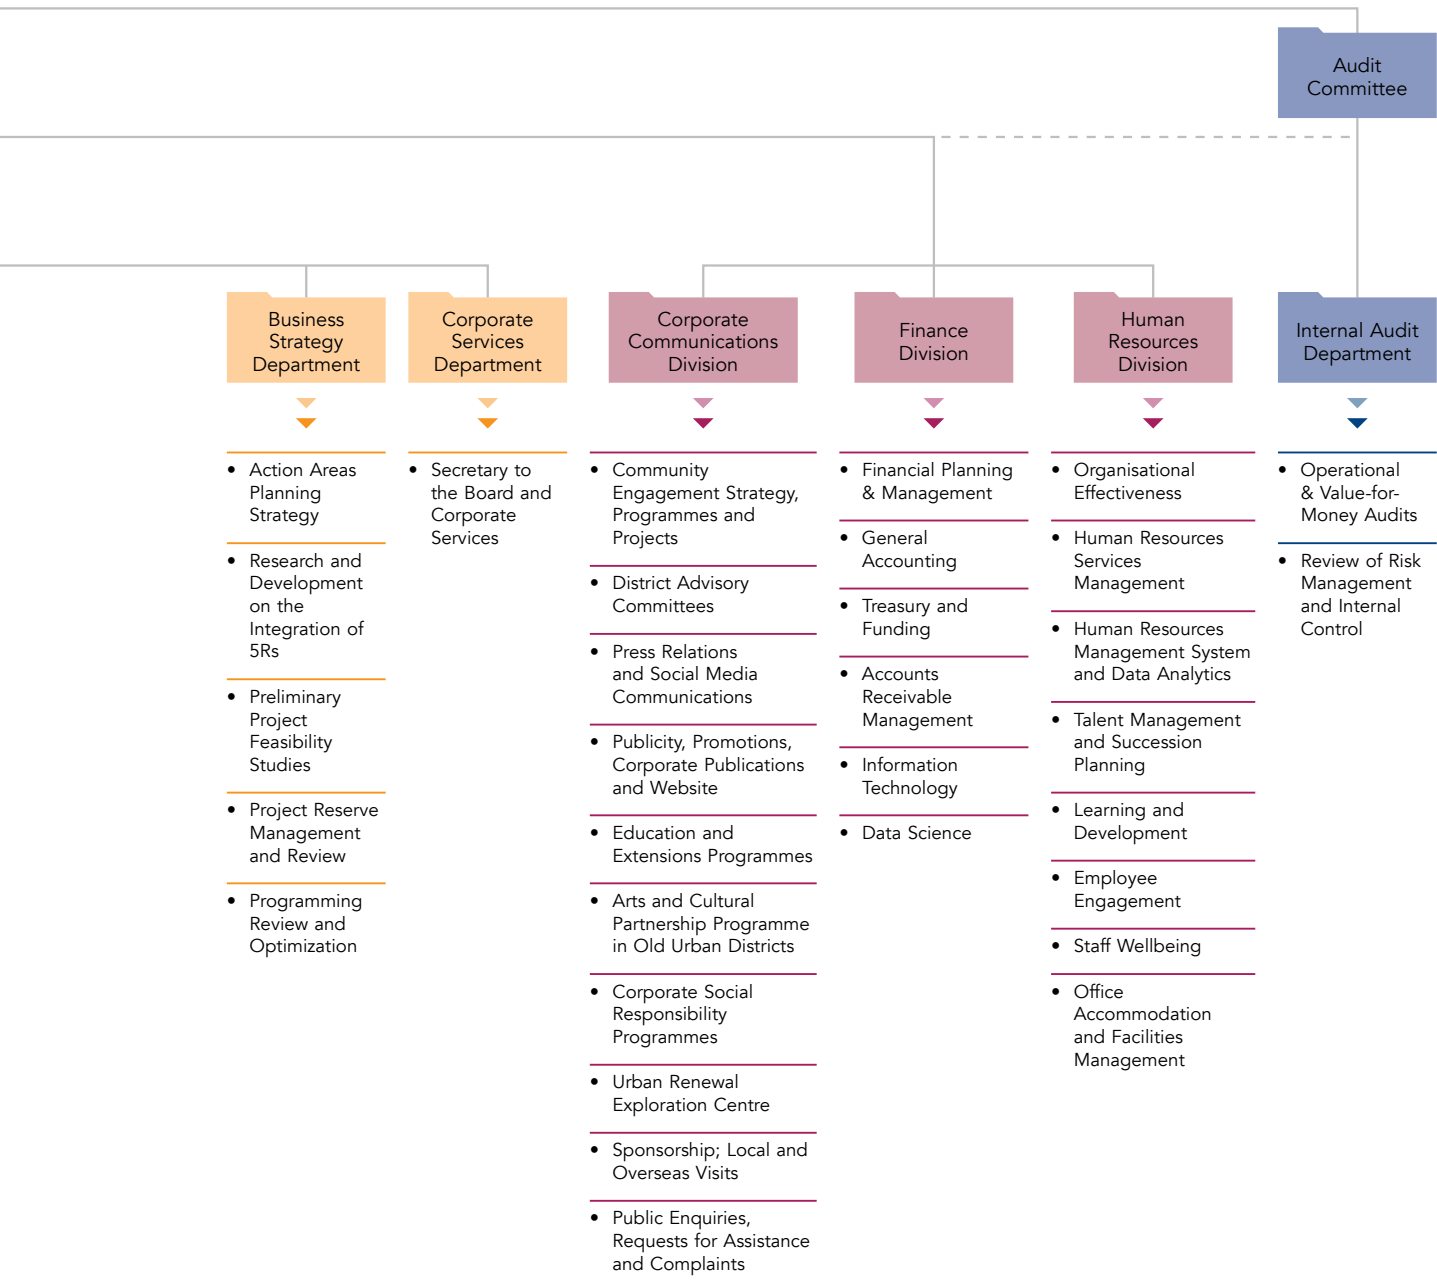 Audit
Committee
Business
Strategy
Department
Corporate
Services
Department
Corporate
Communications
Division
Finance
Division
Human
Resources
Division
Internal Audit
Department
• Action Areas
Planning
Strategy
• Research and
Development
on the
Integration of
5Rs
• Preliminary
Project
Feasibility
Studies
• Project Reserve
Management
and Review
• Programming
Review and
Optimization
• Secretary to
the Board and
Corporate
Services
• Community
Engagement Strategy,
Programmes and
Projects
• District Advisory
Committees
• Press Relations
and Social Media
Communications
• Publicity, Promotions,
Corporate Publications
and Website
• Education and
Extensions Programmes
• Arts and Cultural
Partnership Programme
in Old Urban Districts
• Corporate Social
Responsibility
Programmes
• Urban Renewal
Exploration Centre
• Sponsorship; Local and
Overseas Visits
• Public Enquiries,
Requests for Assistance
and Complaints
• Financial Planning
& Management
• General
Accounting
• Treasury and
Funding
• Accounts
Receivable
Management
• Information
Technology
• Data Science
• Organisational
Effectiveness
• Human Resources
Services
Management
• Human Resources
Management System
and Data Analytics
• Talent Management
and Succession
Planning
• Learning and
Development
• Employee
Engagement
• Staff Wellbeing
• Office
Accommodation
and Facilities
Management
• Operational
& Value-for-
Money Audits
• Review of Risk
Management
and Internal
Control